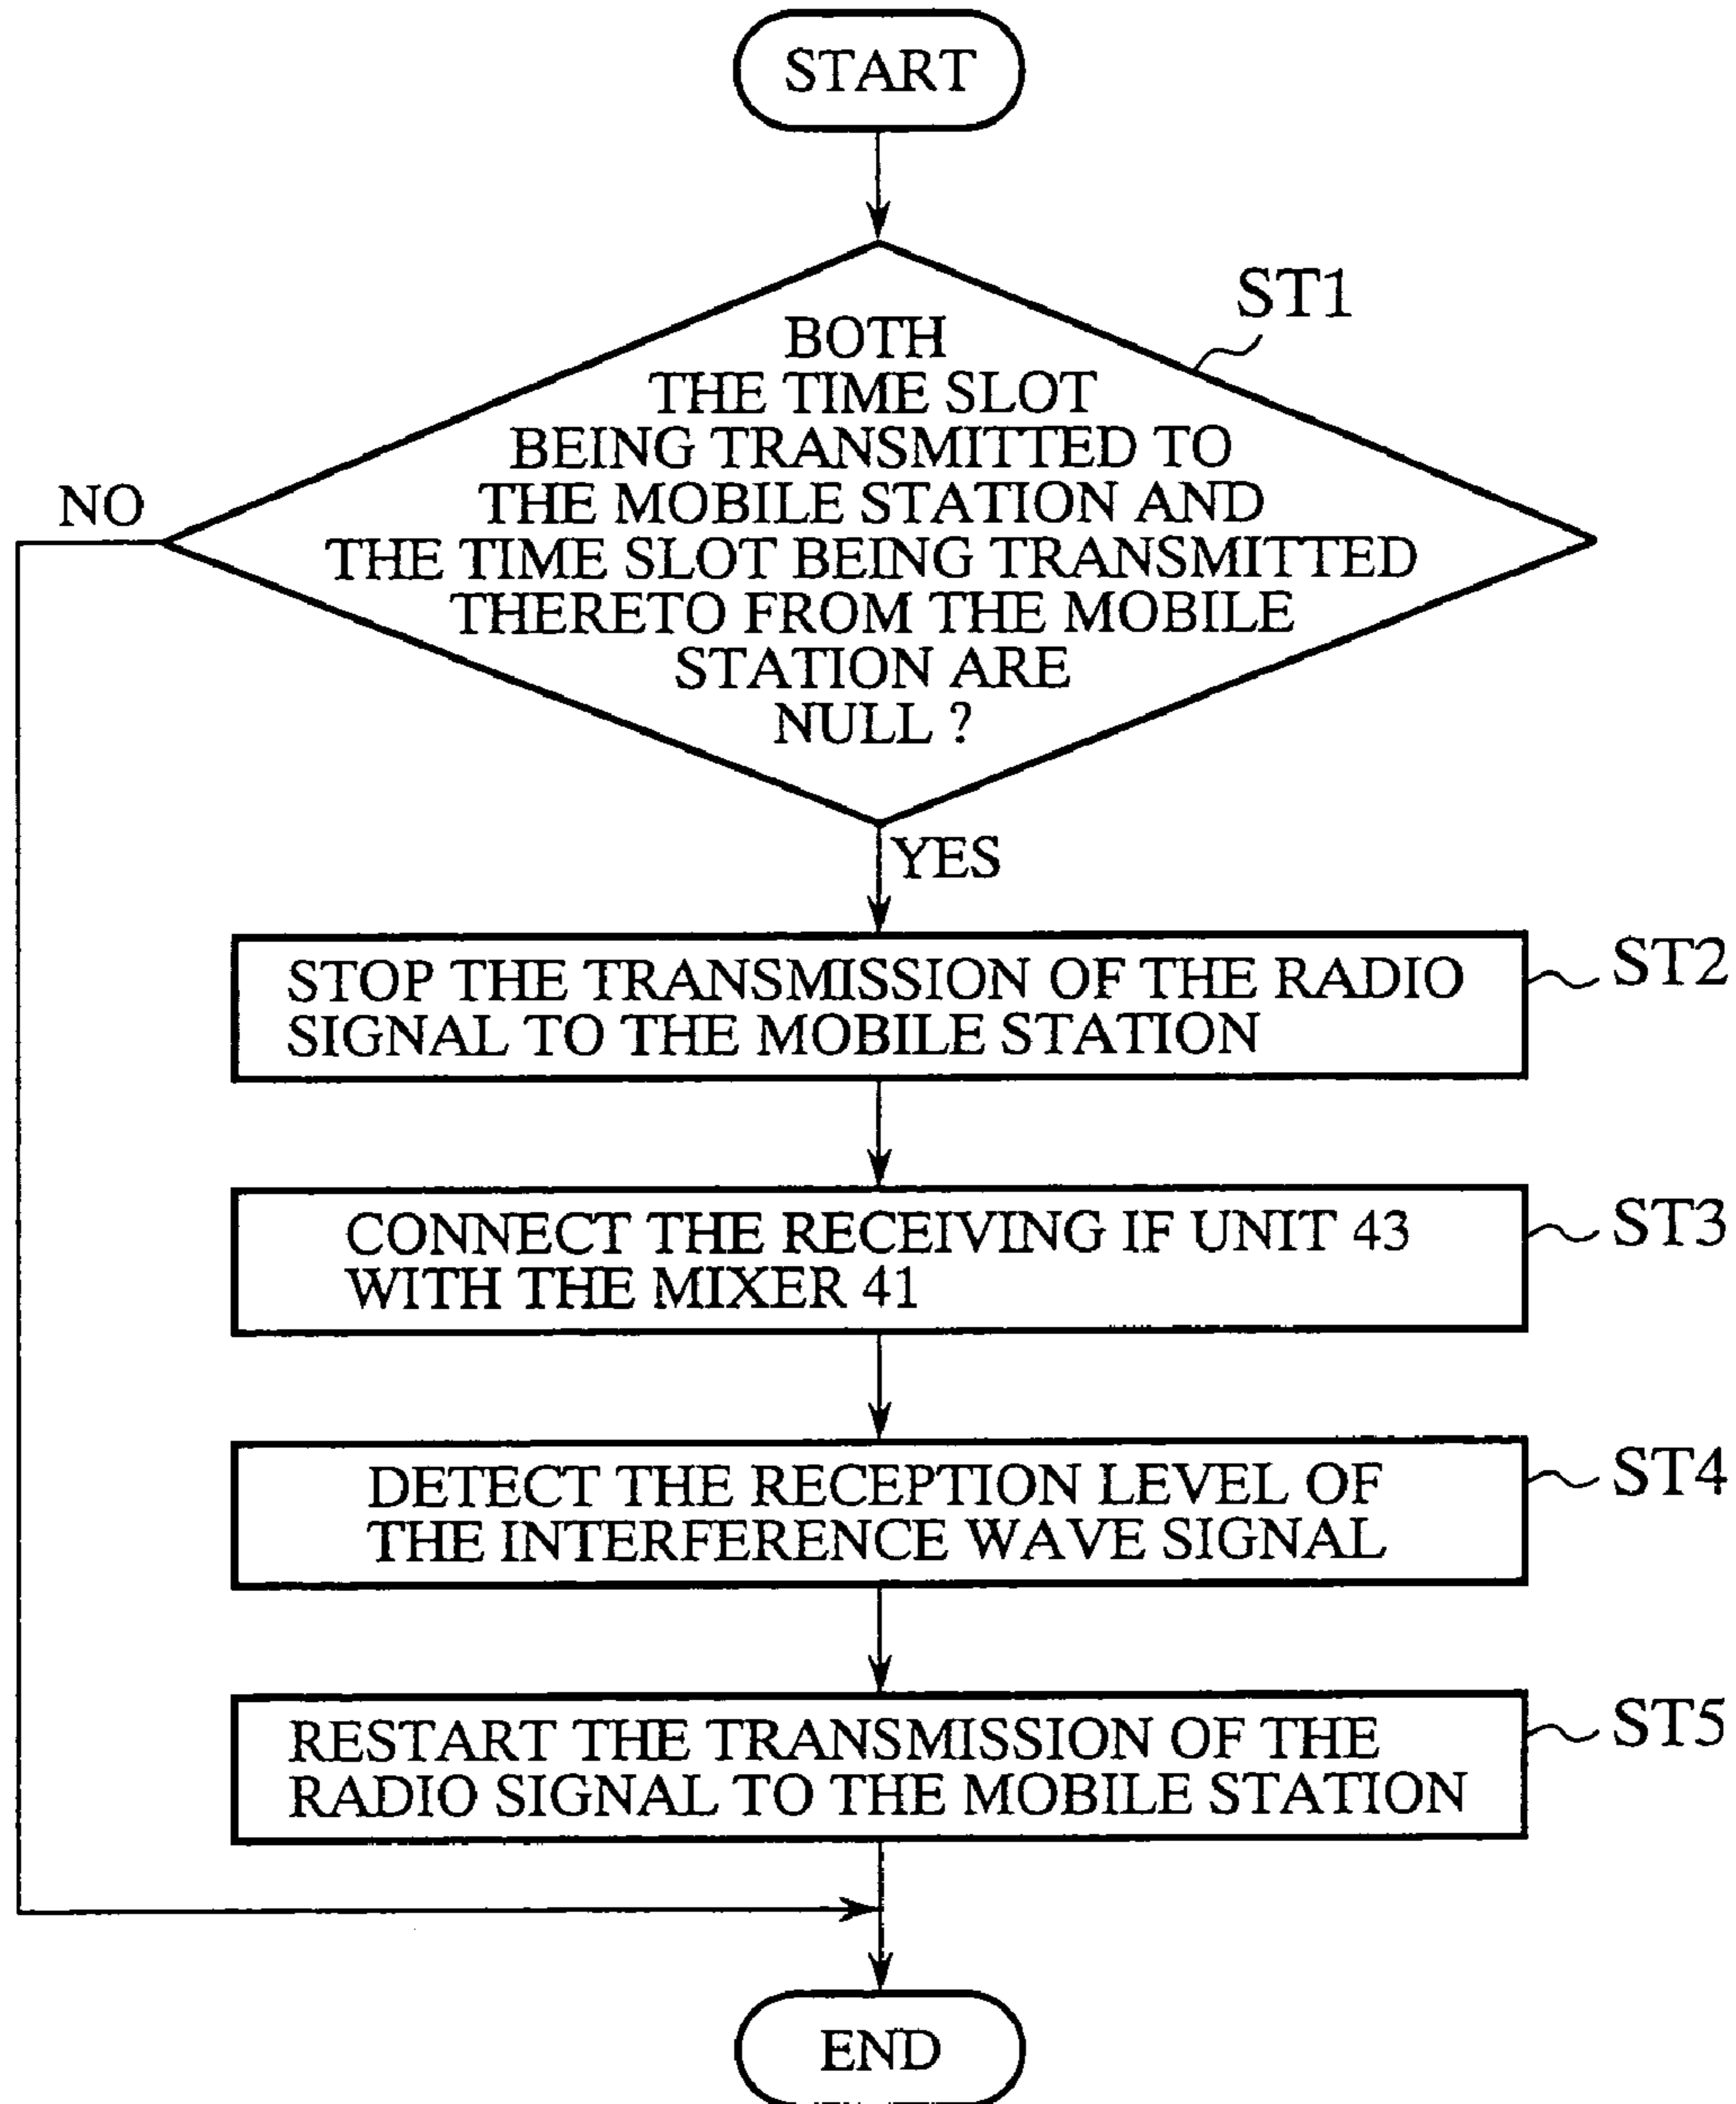 START
ST1
BOTH
THE TIME SLOT
BEING TRANSMITTED TO
THE MOBILE STATION AND
THE TIME SLOT BEING TRANSMITTED
THERETO FROM THE MOBILE
STATION ARE
NULL ?
NO
YES
STOP THE TRANSMISSION OF THE RADIO
SIGNAL TO THE MOBILE STATION
ST2
CONNECT THE RECEIVING IF UNIT 43
WITH THE MIXER 41
ST3
DETECT THE RECEPTION LEVEL OF
THE INTERFERENCE WAVE SIGNAL
ST4
RESTART THE TRANSMISSION OF THE
RADIO SIGNAL TO THE MOBILE STATION
ST5
END